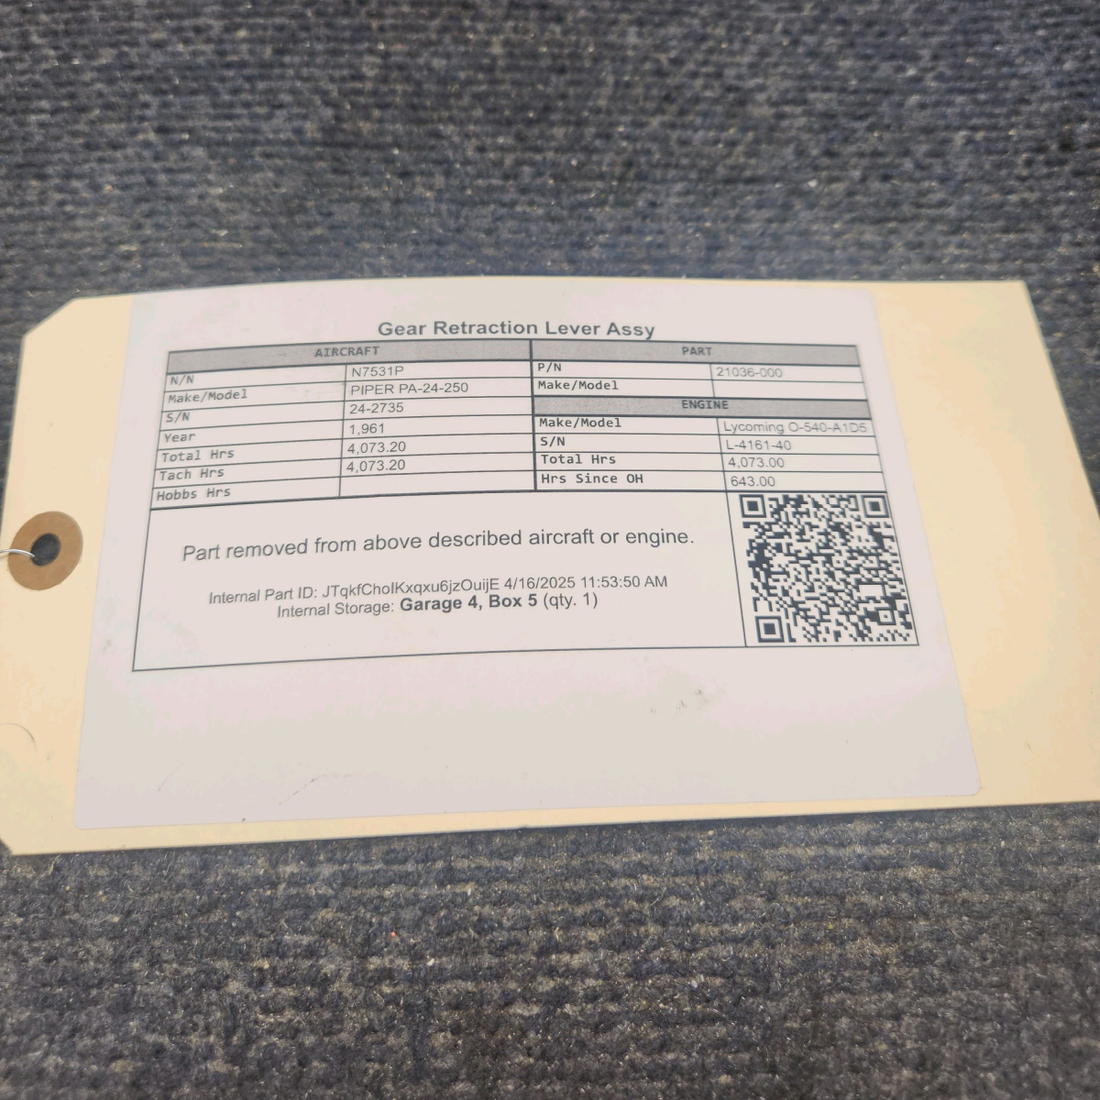 Gear Retraction Lever Assy
AIRCRAFT PART
N/N N7531P P/N 21036-000
Make/Model PIPER PA-24-250 Make/Model
S/N 24-2735 ENGINE
Year 1,961 Make/Model Lycoming O-540-A1D5
Total Hrs 4,073.20 S/N L-4161-40
Tach Hrs 4,073.20 Total Hrs 4,073.00
Hobbs Hrs Hrs Since OH 643.00
Part removed from above described aircraft or engine.
Internal Part ID: JTqkfCholKxqxu6jzOuijE 4/16/2025 11:53:50 AM
Internal Storage: Garage 4, Box 5 (qty. 1)